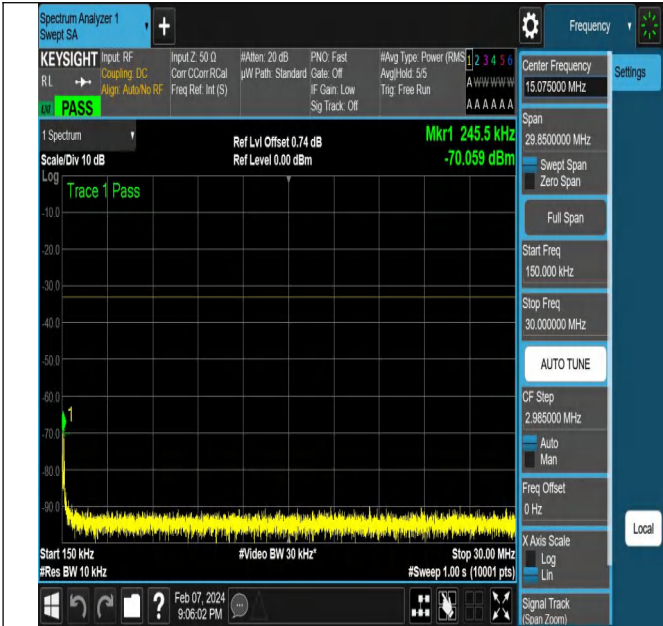 Spectrum Analyzer 1
Swept SA
+
Frequency
KEYSIGHT
RL
PASS
Input: RF
Coupling: DC
Align: Auto/No RF
Input Z: 50 Ω
Corr CCorr RCal
Freq Ref: Int (S)
#Atten: 20 dB
µW Path: Standard
PNO: Fast
Gate: Off
IF Gain: Low
Sig Track: Off
#Avg Type: Power (RMS
Avg|Hold: 5/5
Trig: Free Run
1 2 3 4 5 6
A W W W W W
A A A A A A
1 Spectrum
Scale/Div 10 dB
Ref Lvl Offset 0.74 dB
Ref Level 0.00 dBm
Mkr1 245.5 kHz
-70.059 dBm
Log
Trace 1 Pass
-10.0
-20.0
-30.0
-40.0
-50.0
-60.0
-70.0
-80.0
-90.0
1
Start 150 kHz
#Res BW 10 kHz
#Video BW 30 kHz*
Stop 30.00 MHz
#Sweep 1.00 s (10001 pts)
Feb 07, 2024
9:06:02 PM
?
Center Frequency
15.075000 MHz
Settings
Span
29.8500000 MHz
Swept Span
Zero Span
Full Span
Start Freq
150.000 kHz
Stop Freq
30.000000 MHz
AUTO TUNE
CF Step
2.985000 MHz
Auto
Man
Freq Offset
0 Hz
X Axis Scale
Log
Lin
Local
Signal Track
(Span Zoom)